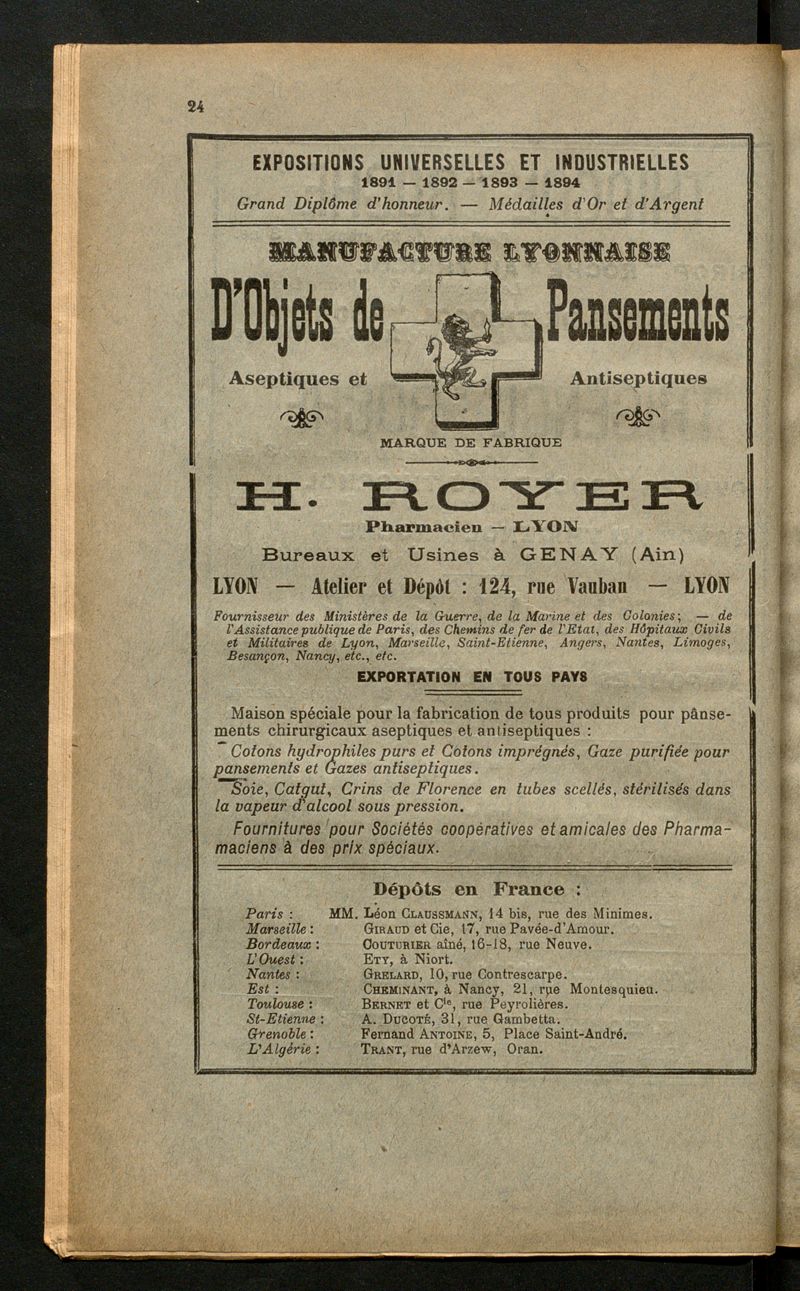 24
EXPOSITIONS UNIVERSELLES ET INDUSTRIELLES
1891 — 1892 — 1893 — 1894
Grand Diplôme d'honneur. — Médailles d'Or et d'Argent
MANUFACTURE LYONNAISE
D'Objets de Pansements
Aseptiques et Antiseptiques
MARQUE DE FABRIQUE
H. ROYER
Pharmacien — LYON
Bureaux et Usines à GENAY (Ain)
LYON — Atelier et Dépôt : 124, rue Vauban — LYON
Fournisseur des Ministères de la Guerre, de la Marine et des Colonies; — de
l'Assistance publique de Paris, des Chemins de fer de l'Etat, des Hôpitaux Civils
et Militaires de Lyon, Marseille, Saint-Etienne, Angers, Nantes, Limoges,
Besançon, Nancy, etc., etc.
EXPORTATION EN TOUS PAYS
Maison spéciale pour la fabrication de tous produits pour pânse-
ments chirurgicaux aseptiques et antiseptiques :
Cotons hydrophiles purs et Cotons imprégnés, Gaze purifiée pour
pansements et Gazes antiseptiques.
Soie, Catgut, Crins de Florence en tubes scellés, stérilisés dans
la vapeur d'alcool sous pression.
Fournitures pour Sociétés coopératives et amicales des Pharma-
maciens à des prix spéciaux.
Dépôts en France :
Paris : MM. Léon CLAUSSMANN, 14 bis, rue des Minimes.
Marseille : GIRAUD et Cie, 17, rue Pavée-d'Amour.
Bordeaux : COUTURIER aîné, 16-18, rue Neuve.
L'Ouest : ETY, à Niort.
Nantes : GRELARD, 10, rue Contrescarpe.
Est : CHEMINANT, à Nancy, 21, rue Montesquieu.
Toulouse : BERNET et Cie, rue Peyrolières.
St-Etienne : A. DUCOTÉ, 31, rue Gambetta.
Grenoble : Fernand ANTOINE, 5, Place Saint-André.
L'Algérie : TRANT, rue d'Arzew, Oran.